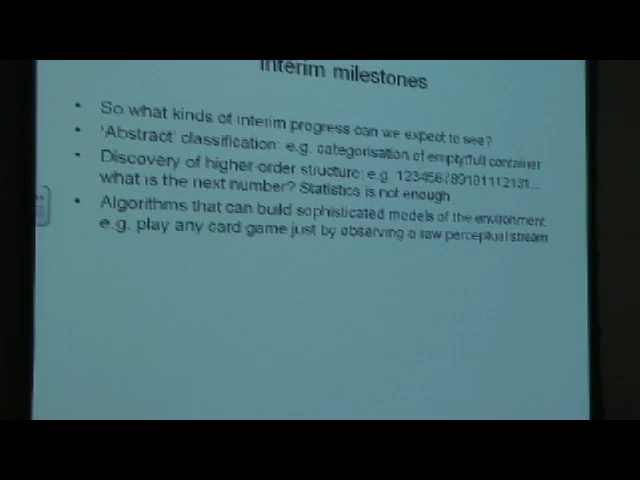 Interim milestones
• So what kinds of interim progress can we expect to see?
• 'Abstract' classification: e.g. categorisation of empty/full container
• Discovery of higher-order structure: e.g. 123456789101112131...
what is the next number? Statistics is not enough
• Algorithms that can build sophisticated models of the environment:
e.g. play any card game just by observing a raw perceptual stream